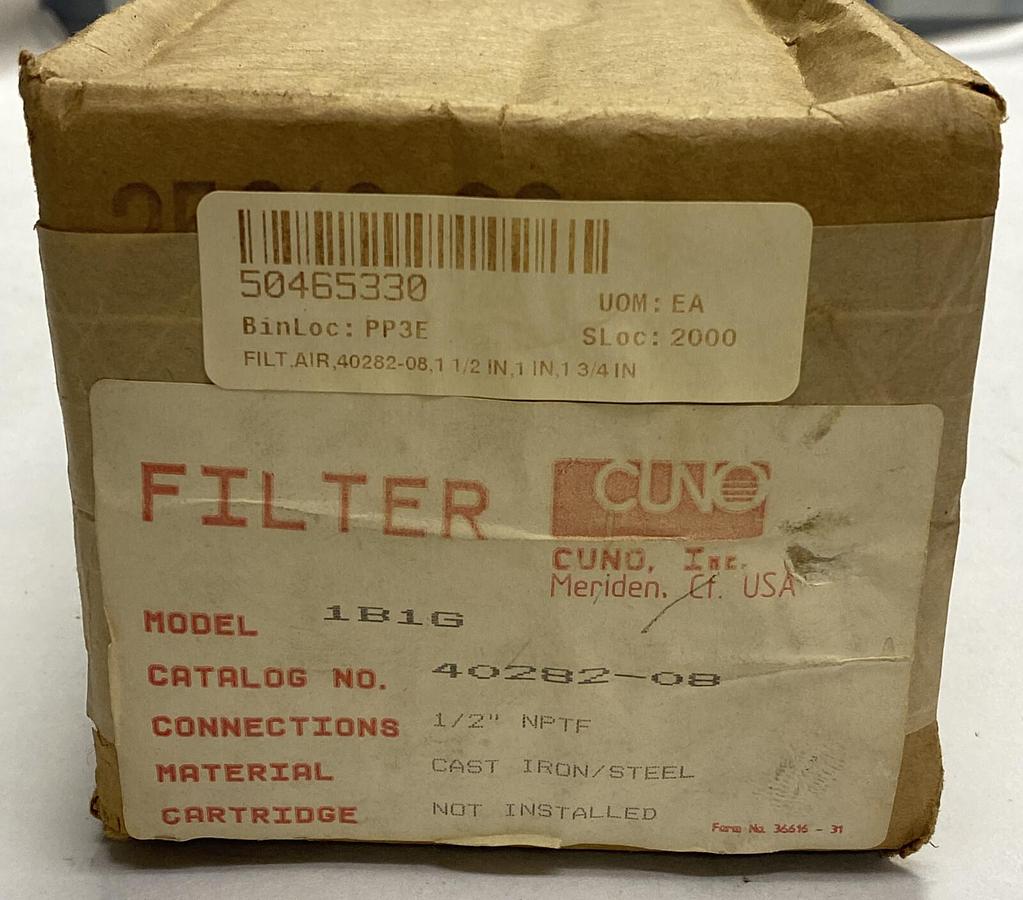 50465330
UOM: EA
BinLoc: PP3E
SLoc: 2000
FILT,AIR,40282-08,1 1/2 IN,1 IN,1 3/4 IN
FILTER
CUNO
CUNO, Inc.
Meriden, Ct. USA
MODEL 1B1G
CATALOG NO. 40282-08
CONNECTIONS 1/2" NPTF
MATERIAL CAST IRON/STEEL
CARTRIDGE NOT INSTALLED
Form No. 36616 - 31